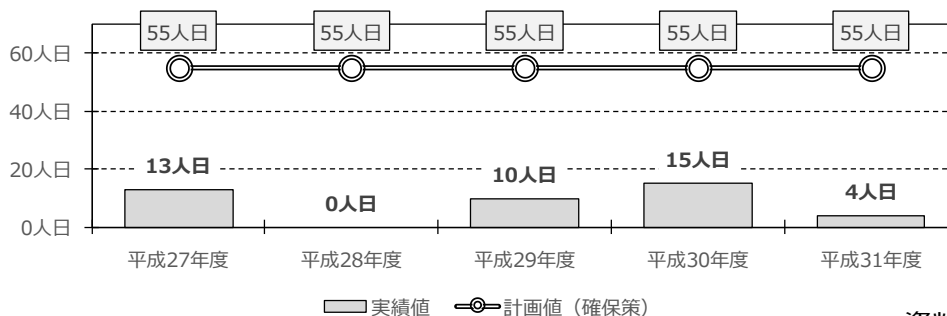 55人日 55人日 55人日 55人日 55人日
60人日
40人日
20人日
0人日
13人日 0人日 10人日 15人日 4人日
平成27年度 平成28年度 平成29年度 平成30年度 平成31年度
実績値 計画値（確保策）